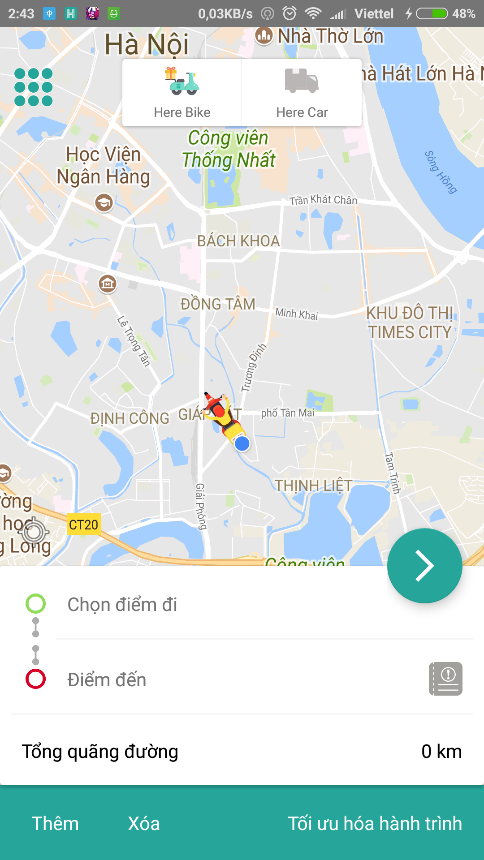 2:43
0,03KB/s
Viettel
48%
Hà Nội
Nhà Thờ Lớn
hà Hát Lớn Hà N
Here Bike
Here Car
Công viên
Thống Nhất
Học Viện
Ngân Hàng
Sông Hồng
Trần Khát Chân
BÁCH KHOA
ĐỒNG TÂM
Minh Khai
KHU ĐÔ THỊ
TIMES CITY
Lê Trọng Tấn
Trương Định
ĐỊNH CÔNG
GIÁP BÁT
phố Tân Mai
Tam Trinh
THỊNH LIỆT
Giải Phóng
ường
học
g Long
CT20
Công viên
Chọn điểm đi
Điểm đến
Tổng quãng đường
0 km
Thêm
Xóa
Tối ưu hóa hành trình